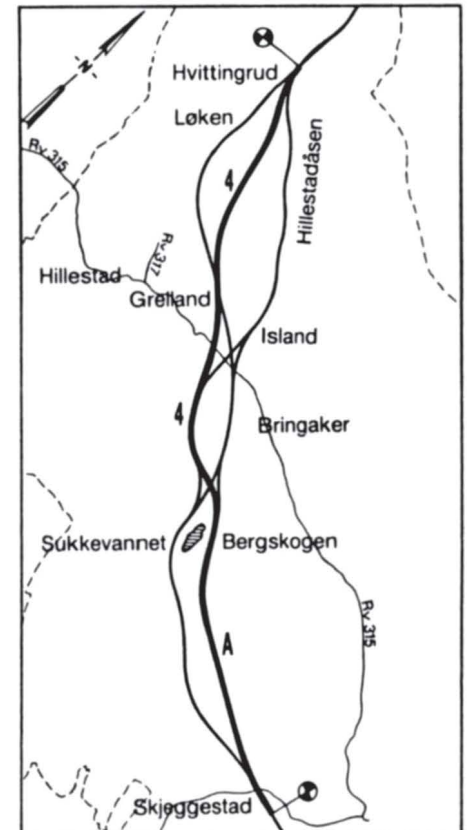 N
Hvittingrud
Løken
Rv 315
4
Hillestadåsen
Hillestad
Rv 317
Grelland
Island
4
Bringaker
Sukkevannet
Bergskogen
Rv 315
A
Skjeggestad